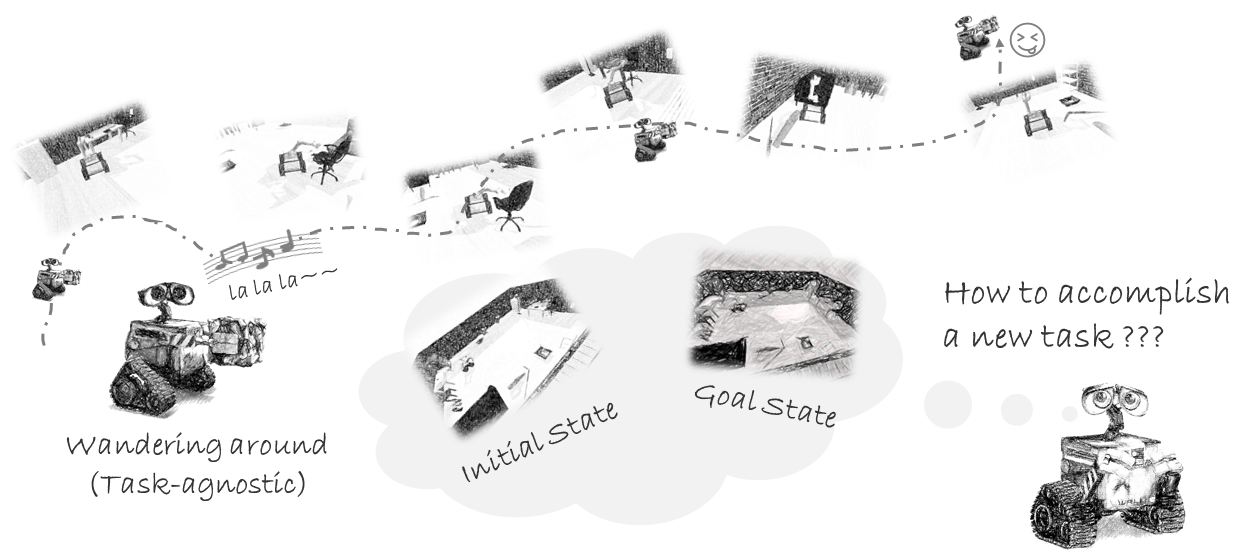 la la la~~
How to accomplish
a new task ???
Goal State
Initial State
Wandering around
(Task-agnostic)